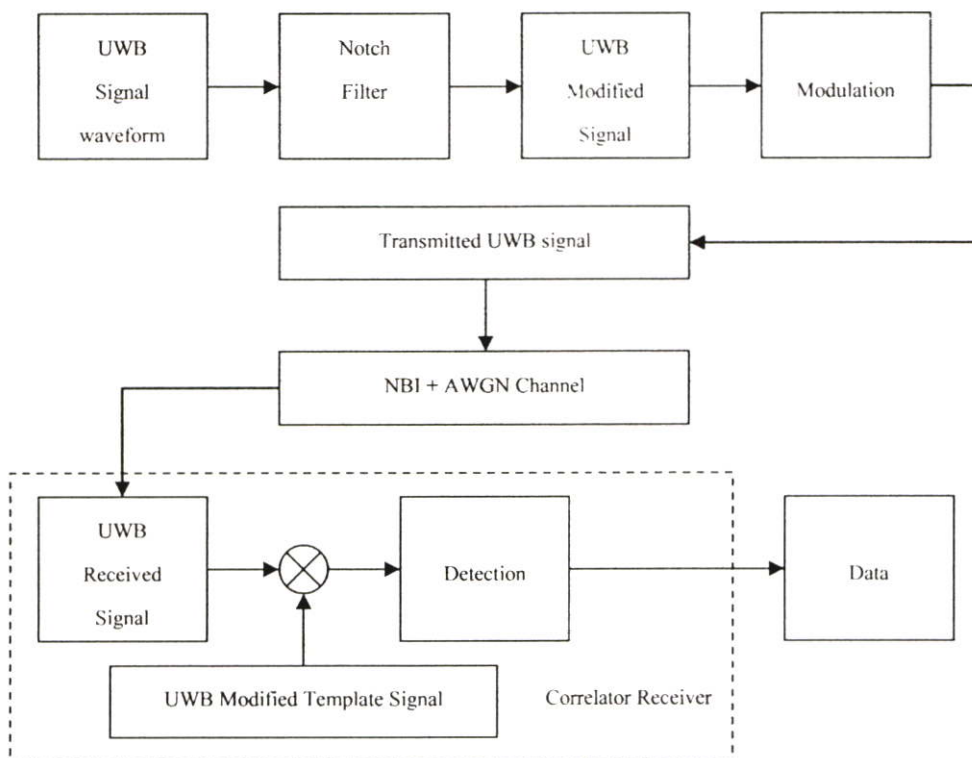 UWB
Signal
waveform
Notch
Filter
UWB
Modified
Signal
Modulation
Transmitted UWB signal
NBI + AWGN Channel
UWB
Received
Signal
Detection
Data
UWB Modified Template Signal
Correlator Receiver